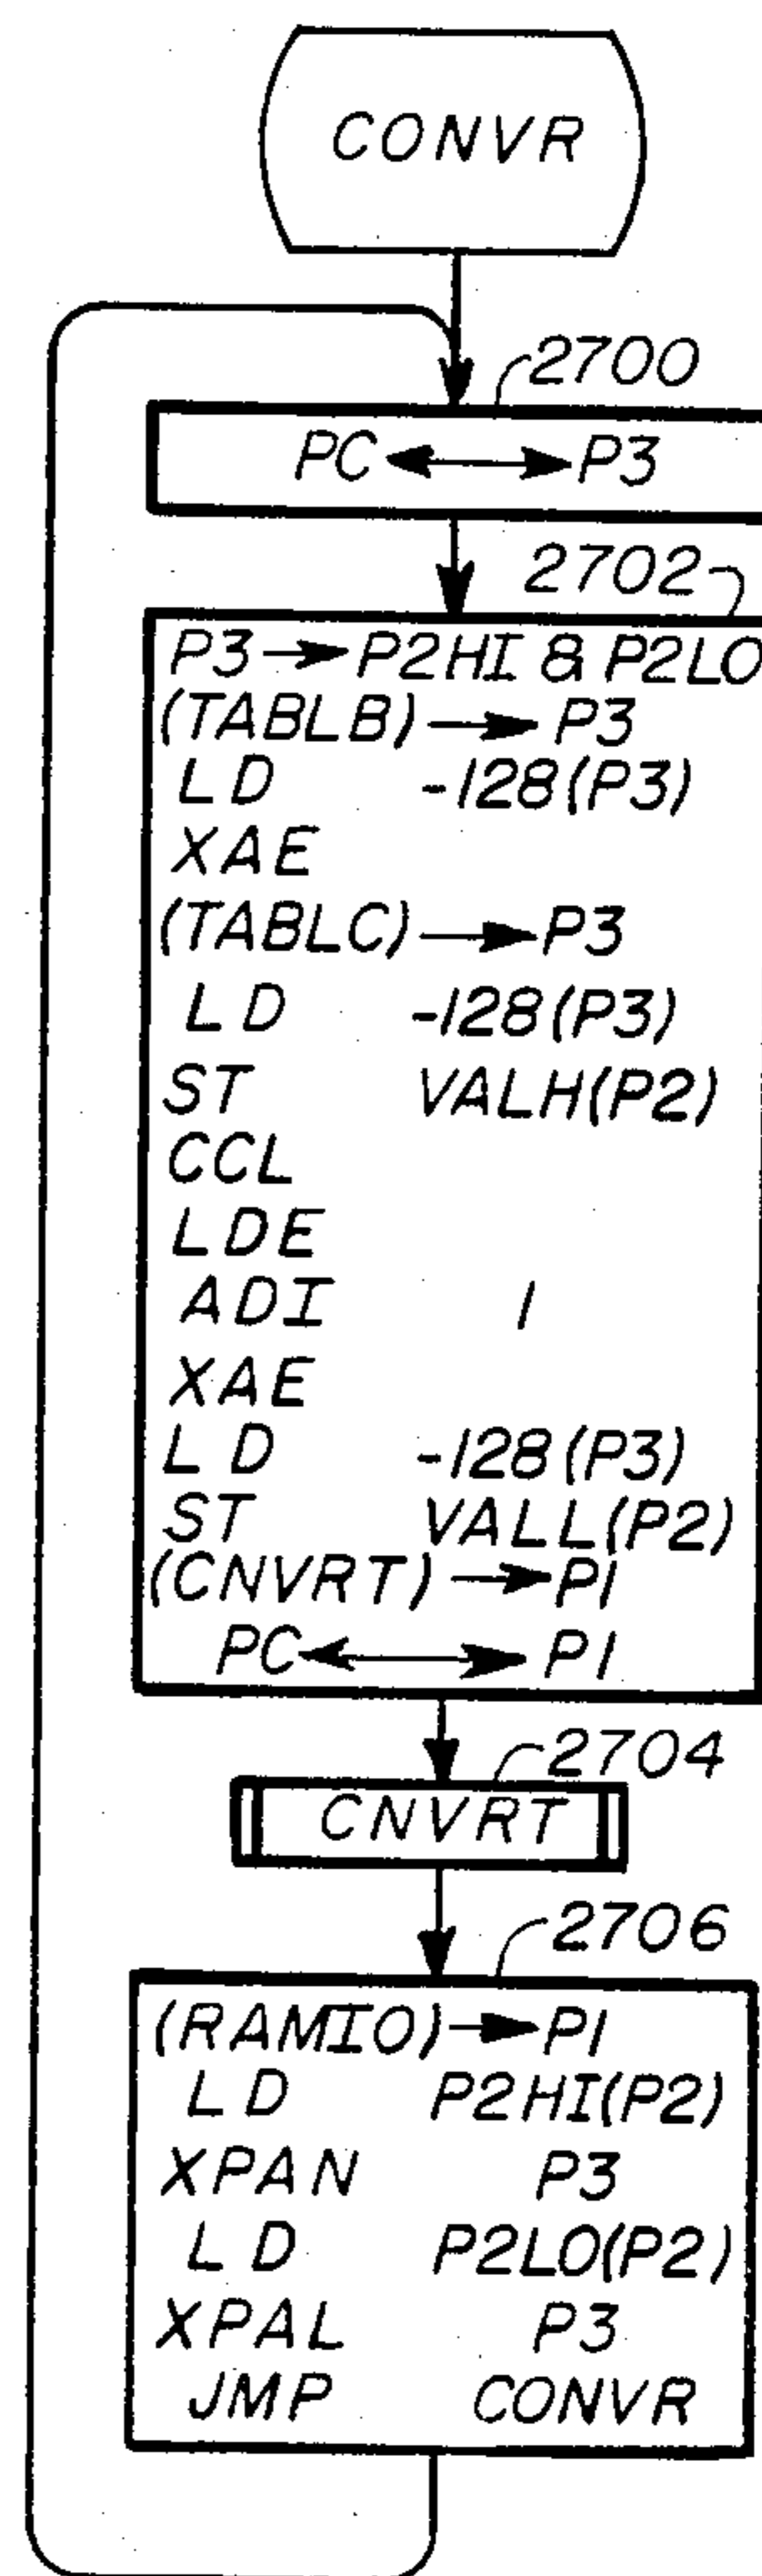 CONVR
2700
PC ↔ P3
2702
P3 → P2HI & P2LO
(TABLB) → P3
LD -128(P3)
XAE
(TABLC) → P3
LD -128(P3)
ST VALH(P2)
CCL
LDE
ADI 1
XAE
LD -128(P3)
ST VALL(P2)
(CNVRT) → P1
PC ↔ P1
2704
CNVRT
2706
(RAMIO) → P1
LD P2HI(P2)
XPAN P3
LD P2LO(P2)
XPAL P3
JMP CONVR